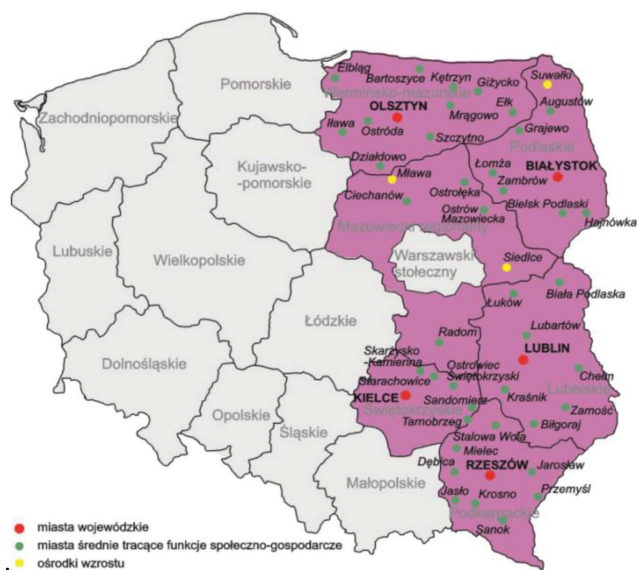 Elbląg
Bartoszyce
Kętrzyn
Giżycko
Suwałki
Pomorskie
Warmińsko-mazurskie
Zachodniopomorskie
OLSZTYN
Mrągowo
Ełk
Augustów
Iława
Ostróda
Szczytno
Grajewo
Podlaskie
Działdowo
Łomża
BIAŁYSTOK
Kujawsko-
-pomorskie
Mława
Zambrów
Ciechanów
Ostrołęka
Bielsk Podlaski
Ostrów
Mazowiecka
Hajnówka
Mazowiecki regionalny
Lubuskie
Wielkopolskie
Warszawski
stołeczny
Siedlce
Biała Podlaska
Łuków
Łódzkie
Radom
Lubartów
LUBLIN
Dolnośląskie
Skarżysko
-Kamienna
Ostrowiec
Świętokrzyski
Starachowice
Chełm
KIELCE
Sandomierz
Kraśnik
Lubelskie
Opolskie
Świętokrzyskie
Zamość
Tarnobrzeg
Biłgoraj
Śląskie
Stalowa Wola
Mielec
Dębica
RZESZÓW
Jarosław
Małopolskie
Jasło
Krosno
Przemyśl
Podkarpackie
Sanok
miasta wojewódzkie
miasta średnie tracące funkcje społeczno-gospodarcze
ośrodki wzrostu